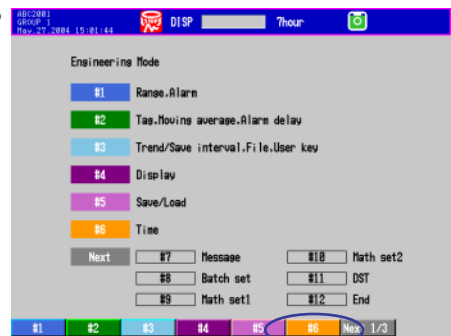 ABC2001
GROUP 1
May.27.2004 15:01:44
DISP
7hour
Engineering Mode
#1 Range.Alarm
#2 Tag.Moving average.Alarm delay
#3 Trend/Save interval.File.User key
#4 Display
#5 Save/Load
#6 Time
Next #7 Message #10 Math set2
#8 Batch set #11 DST
#9 Math set1 #12 End
#1 #2 #3 #4 #5 #6 Nex 1/3